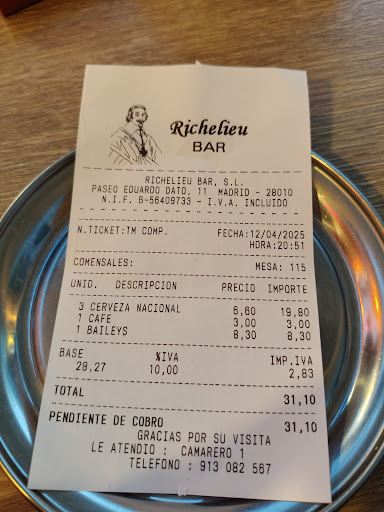 Richelieu
BAR
RICHELIEU BAR, S.L.
PASEO EDUARDO DATO, 11 MADRID - 28010
N.I.F. B-56409733 - I.V.A. INCLUIDO
N.TICKET:TM COMP. FECHA:12/04/2025
HORA:20:51
COMENSALES: MESA: 115
UNID. DESCRIPCION PRECIO IMPORTE
3 CERVEZA NACIONAL 6,60 19,80
1 CAFE 3,00 3,00
1 BAILEYS 8,30 8,30
BASE %IVA IMP.IVA
28,27 10,00 2,83
TOTAL 31,10
PENDIENTE DE COBRO 31,10
GRACIAS POR SU VISITA
LE ATENDIO : CAMARERO 1
TELEFONO : 913 082 567